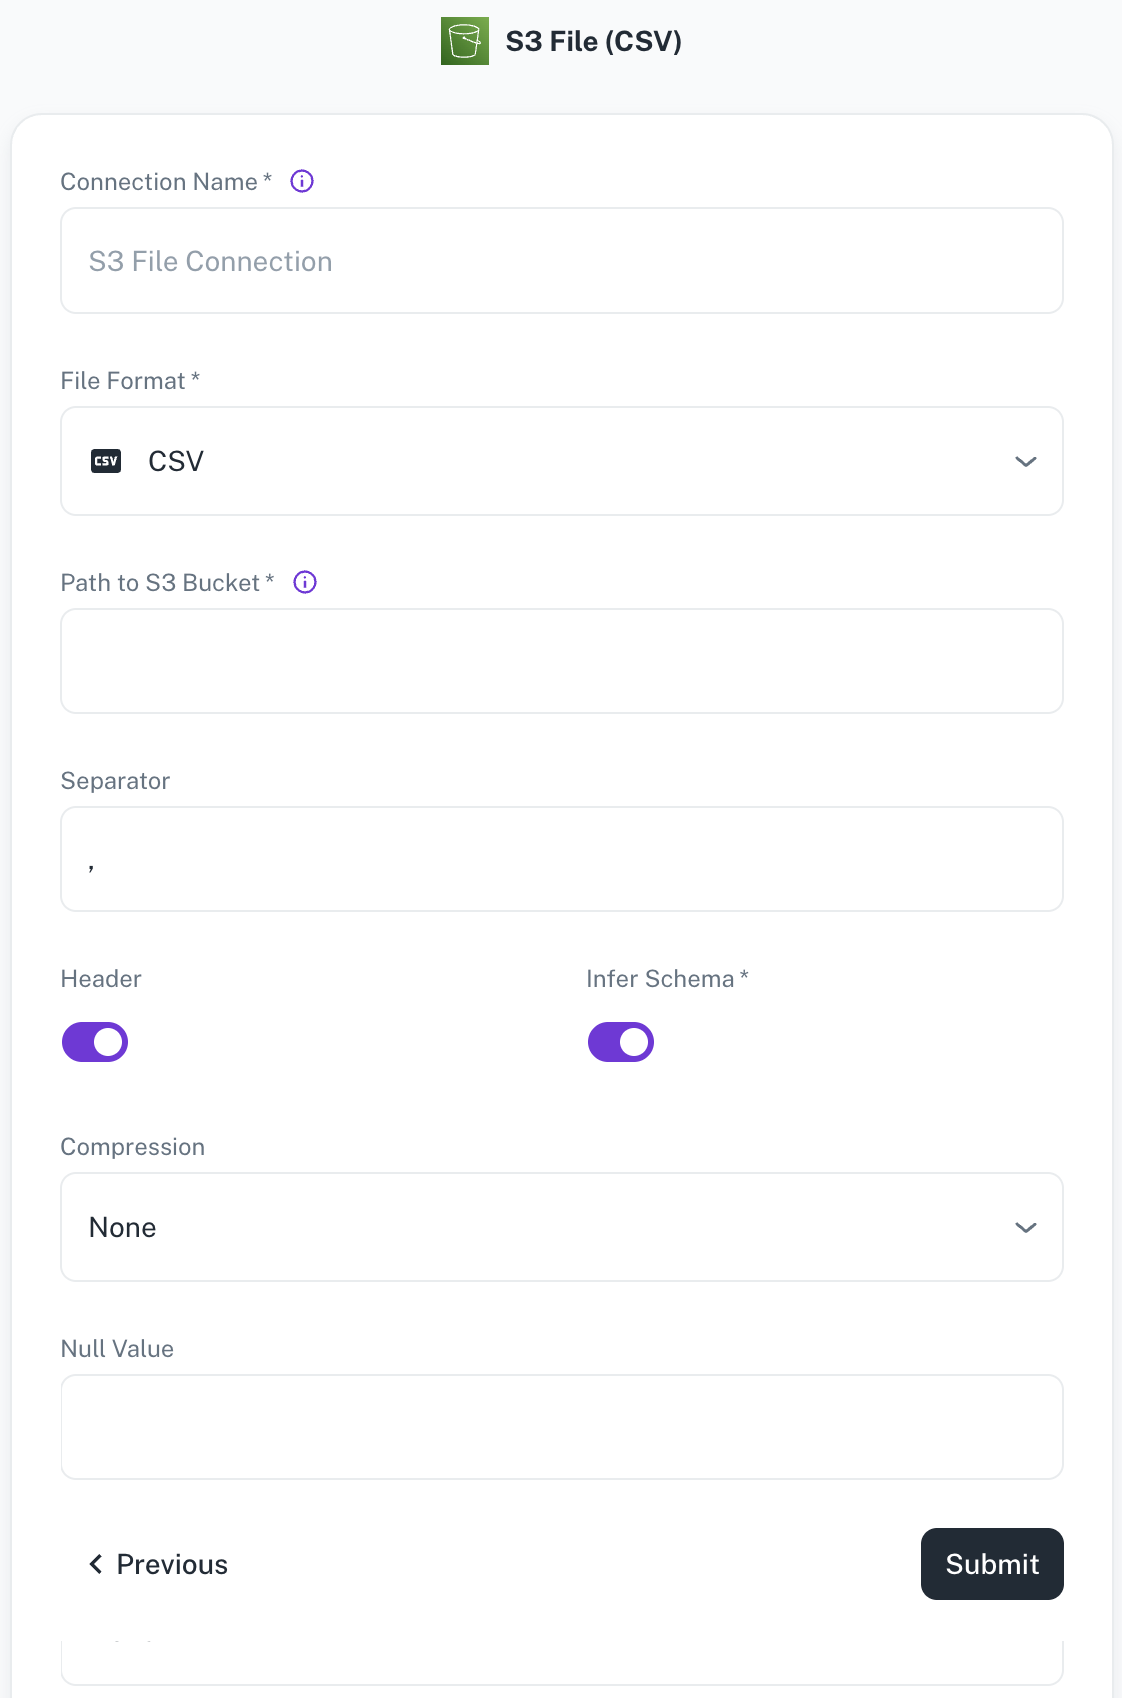 S3 File (CSV)
Connection Name *
S3 File Connection
File Format *
CSV CSV
Path to S3 Bucket *
Separator
,
Header Infer Schema *
Compression
None
Null Value
Previous Submit